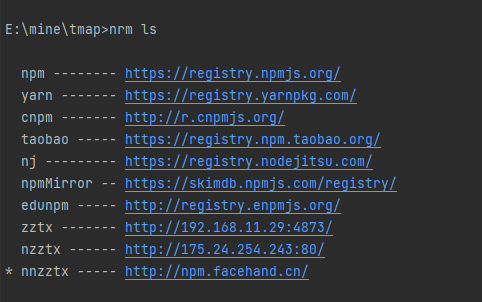 E:\mine\tmap>nrm ls
npm -------- https://registry.npmjs.org/
yarn ------- https://registry.yarnpkg.com/
cnpm ------- http://r.cnpmjs.org/
taobao ----- https://registry.npm.taobao.org/
nj --------- https://registry.nodejitsu.com/
npmMirror -- https://skimdb.npmjs.com/registry/
edunpm ----- http://registry.enpmjs.org/
zztx ------- http://192.168.11.29:4873/
nzztx ------ http://175.24.254.243:80/
* nnzztx ----- http://npm.facehand.cn/